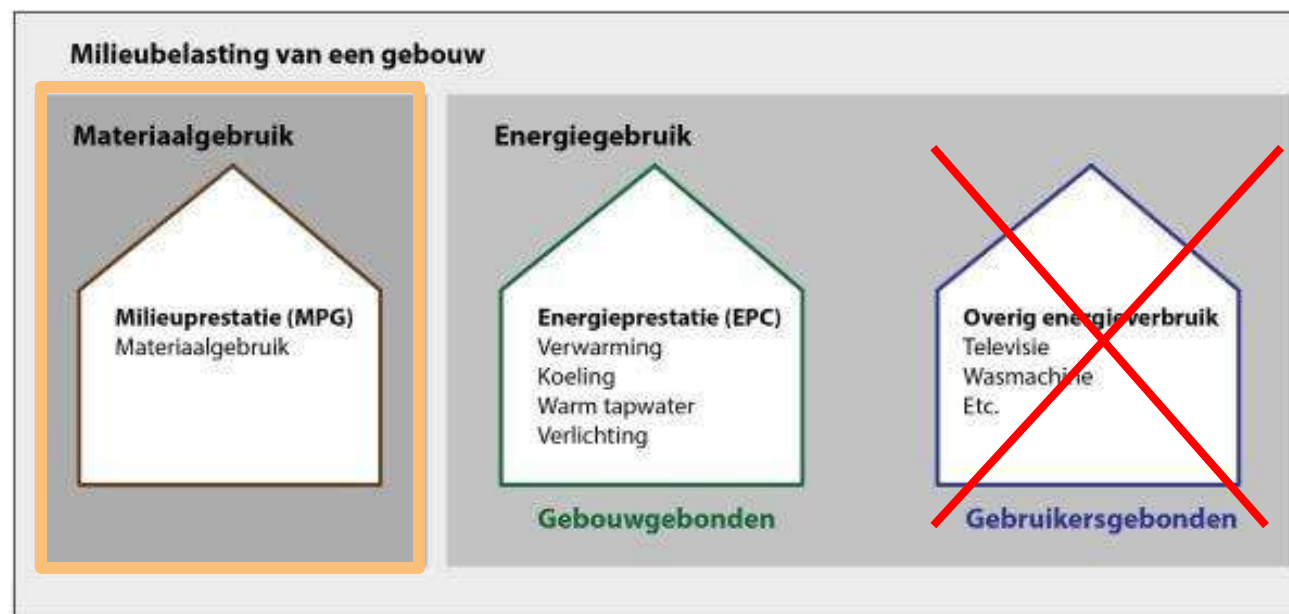 Milieubelasting van een gebouw
Materiaalgebruik
Milieuprestatie (MPG)
Materiaalgebruik
Energiegebruik
Energieprestatie (EPC)
Verwarming
Koeling
Warm tapwater
Verlichting
Gebouwgebonden
Overig energieverbruik
Televisie
Wasmachine
Etc.
Gebruikersgebonden